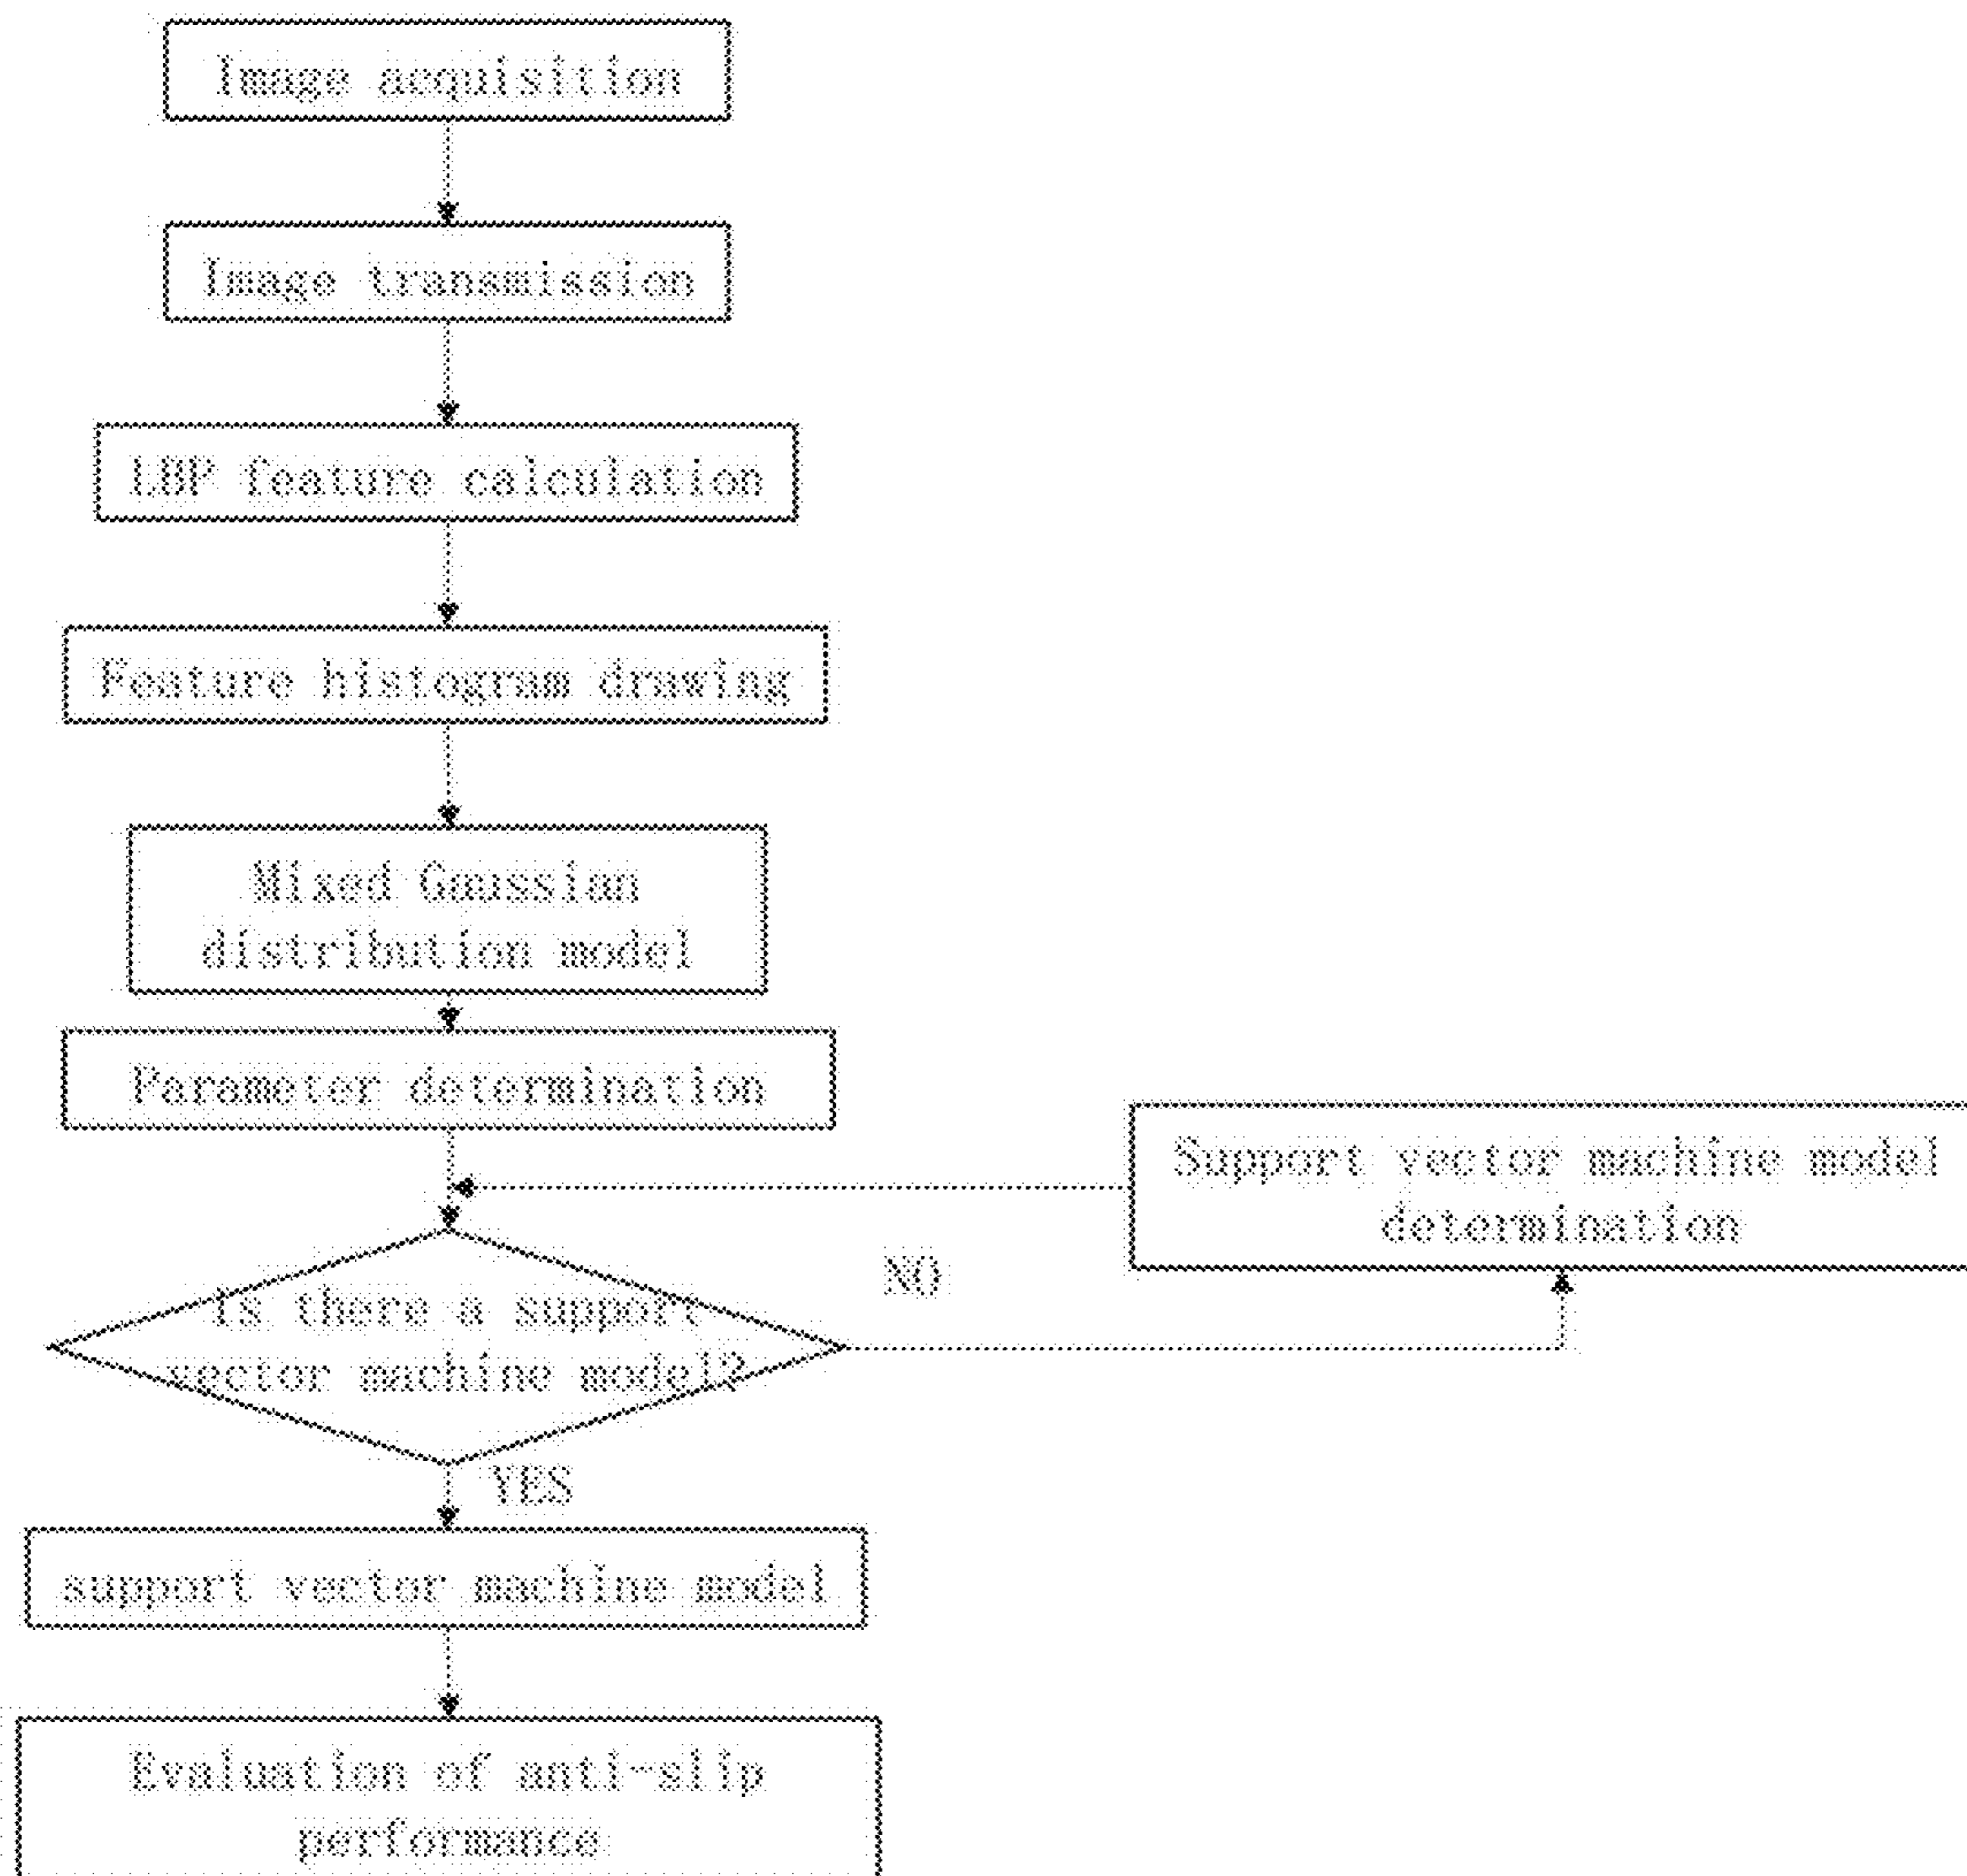 Image acquisition
Image transmission
LBP feature calculation
Feature histogram drawing
Mixed Gaussian
distribution model
Parameter determination
Support vector machine model
determination
NO
Is there a support
vector machine model?
YES
support vector machine model
Evaluation of anti-slip
performance